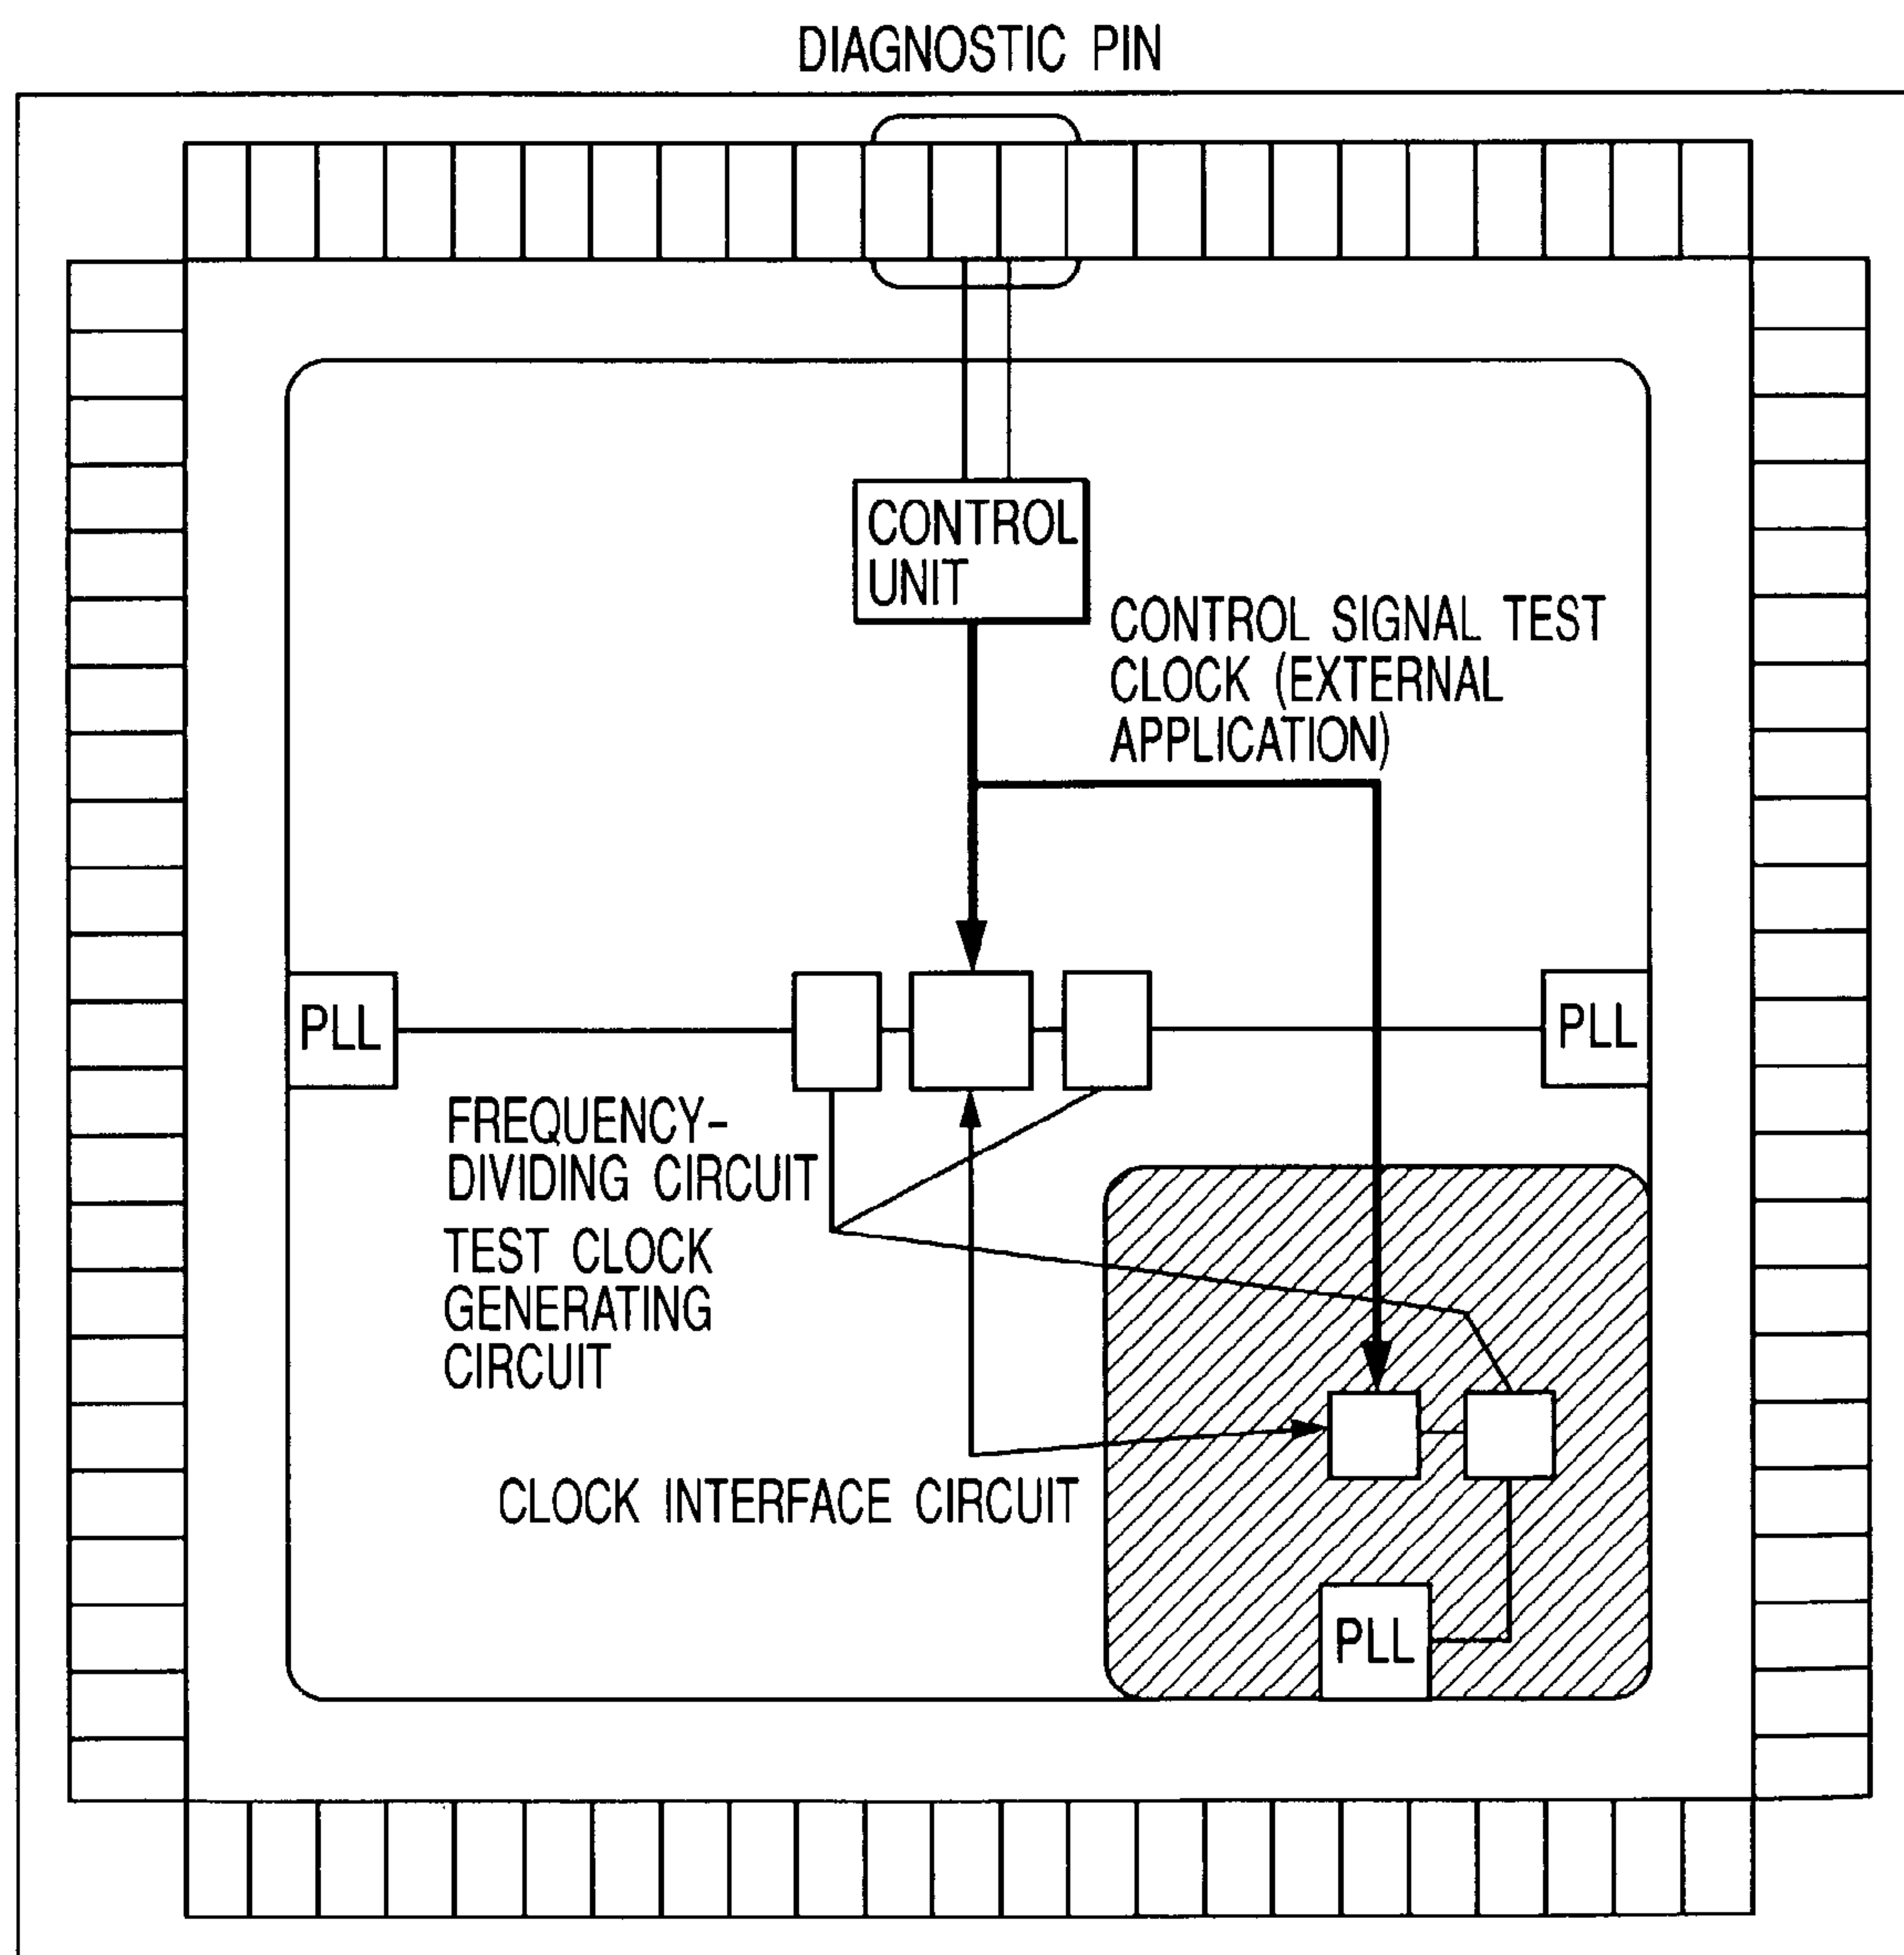 DIAGNOSTIC PIN
CONTROL
UNIT
CONTROL SIGNAL TEST
CLOCK (EXTERNAL
APPLICATION)
PLL
PLL
FREQUENCY-
DIVIDING CIRCUIT
TEST CLOCK
GENERATING
CIRCUIT
CLOCK INTERFACE CIRCUIT
PLL